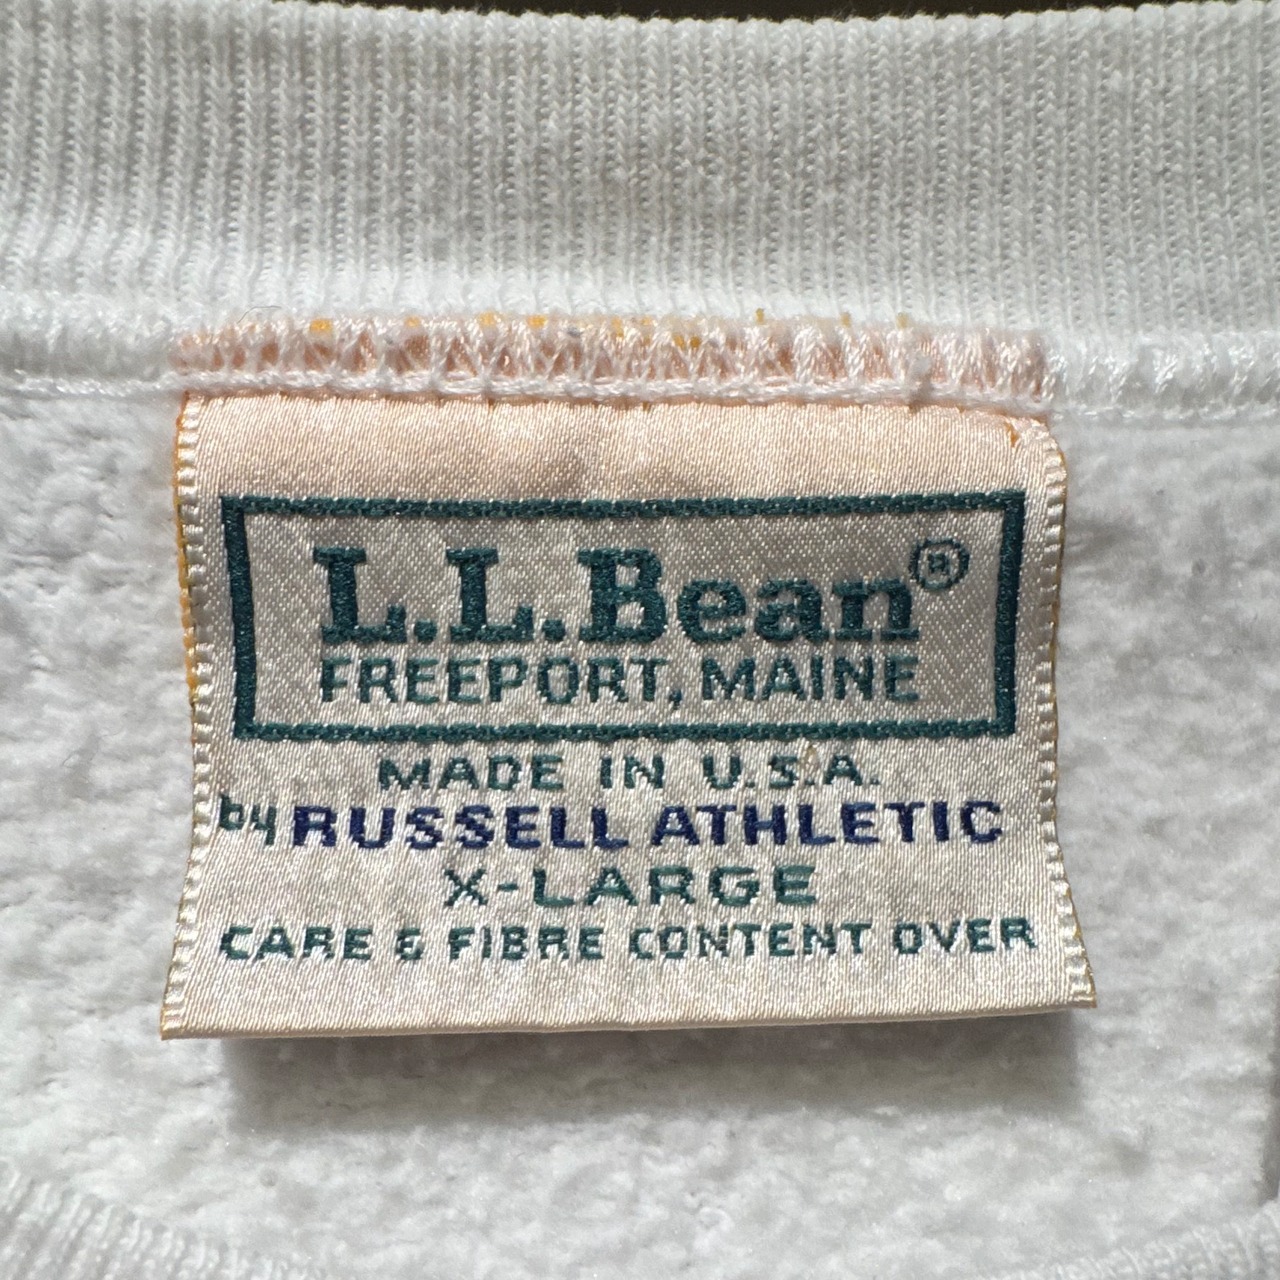 L.L.Bean®
FREEPORT, MAINE
MADE IN U.S.A.
by RUSSELL ATHLETIC
X-LARGE
CARE & FIBRE CONTENT OVER